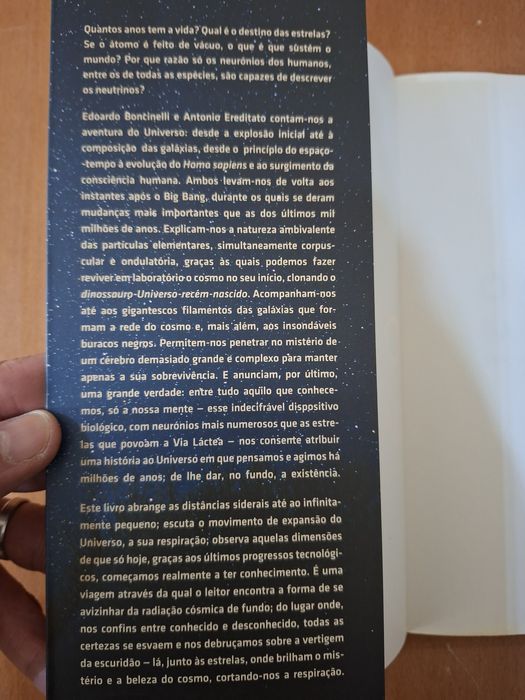 Quantos anos tem a vida? Qual é o destino das estrelas?
Se o átomo é feito de vácuo, o que é que sustém o
mundo? Por que razão só os neurónios dos humanos,
entre os de todas as espécies, são capazes de descrever
os neutrinos?
Edoardo Boncinelli e Antonio Ereditato contam-nos a
aventura do Universo: desde a explosão inicial até à
composição das galáxias, desde o princípio do espaço-
-tempo à evolução do Homo sapiens e ao surgimento da
consciência humana. Ambos levam-nos de volta aos
instantes após o Big Bang, durante os quais se deram
mudanças mais importantes que as dos últimos mil
milhões de anos. Explicam-nos a natureza ambivalente
das partículas elementares, simultaneamente corpus-
cular e ondulatória, graças às quais podemos fazer
reviver em laboratório o cosmo no seu início, clonando o
dinossauro-Universo-recém-nascido. Acompanham-nos
até aos gigantescos filamentos das galáxias que for-
mam a rede do cosmo e, mais além, aos insondáveis
buracos negros. Permitem-nos penetrar no mistério de
um cérebro demasiado grande e complexo para manter
apenas a sua sobrevivência. E anunciam, por último,
uma grande verdade: entre tudo aquilo que conhece-
mos, só a nossa mente – esse indecifrável dispositivo
biológico, com neurónios mais numerosos que as estre-
las que povoam a Via Láctea – nos consente atribuir
uma história ao Universo em que pensamos e agimos há
milhões de anos; de lhe dar, no fundo, a existência.
Este livro abrange as distâncias siderais até ao infinita-
mente pequeno; escuta o movimento de expansão do
Universo, a sua respiração; observa aquelas dimensões
de que só hoje, graças aos últimos progressos tecnológi-
cos, começamos realmente a ter conhecimento. É uma
viagem através da qual o leitor encontra a forma de se
avizinhar da radiação cósmica de fundo; do lugar onde,
nos confins entre conhecido e desconhecido, todas as
certezas se esvaem e nos debruçamos sobre a vertigem
da escuridão – lá, junto às estrelas, onde brilham o mis-
tério e a beleza do cosmo, cortando-nos a respiração.